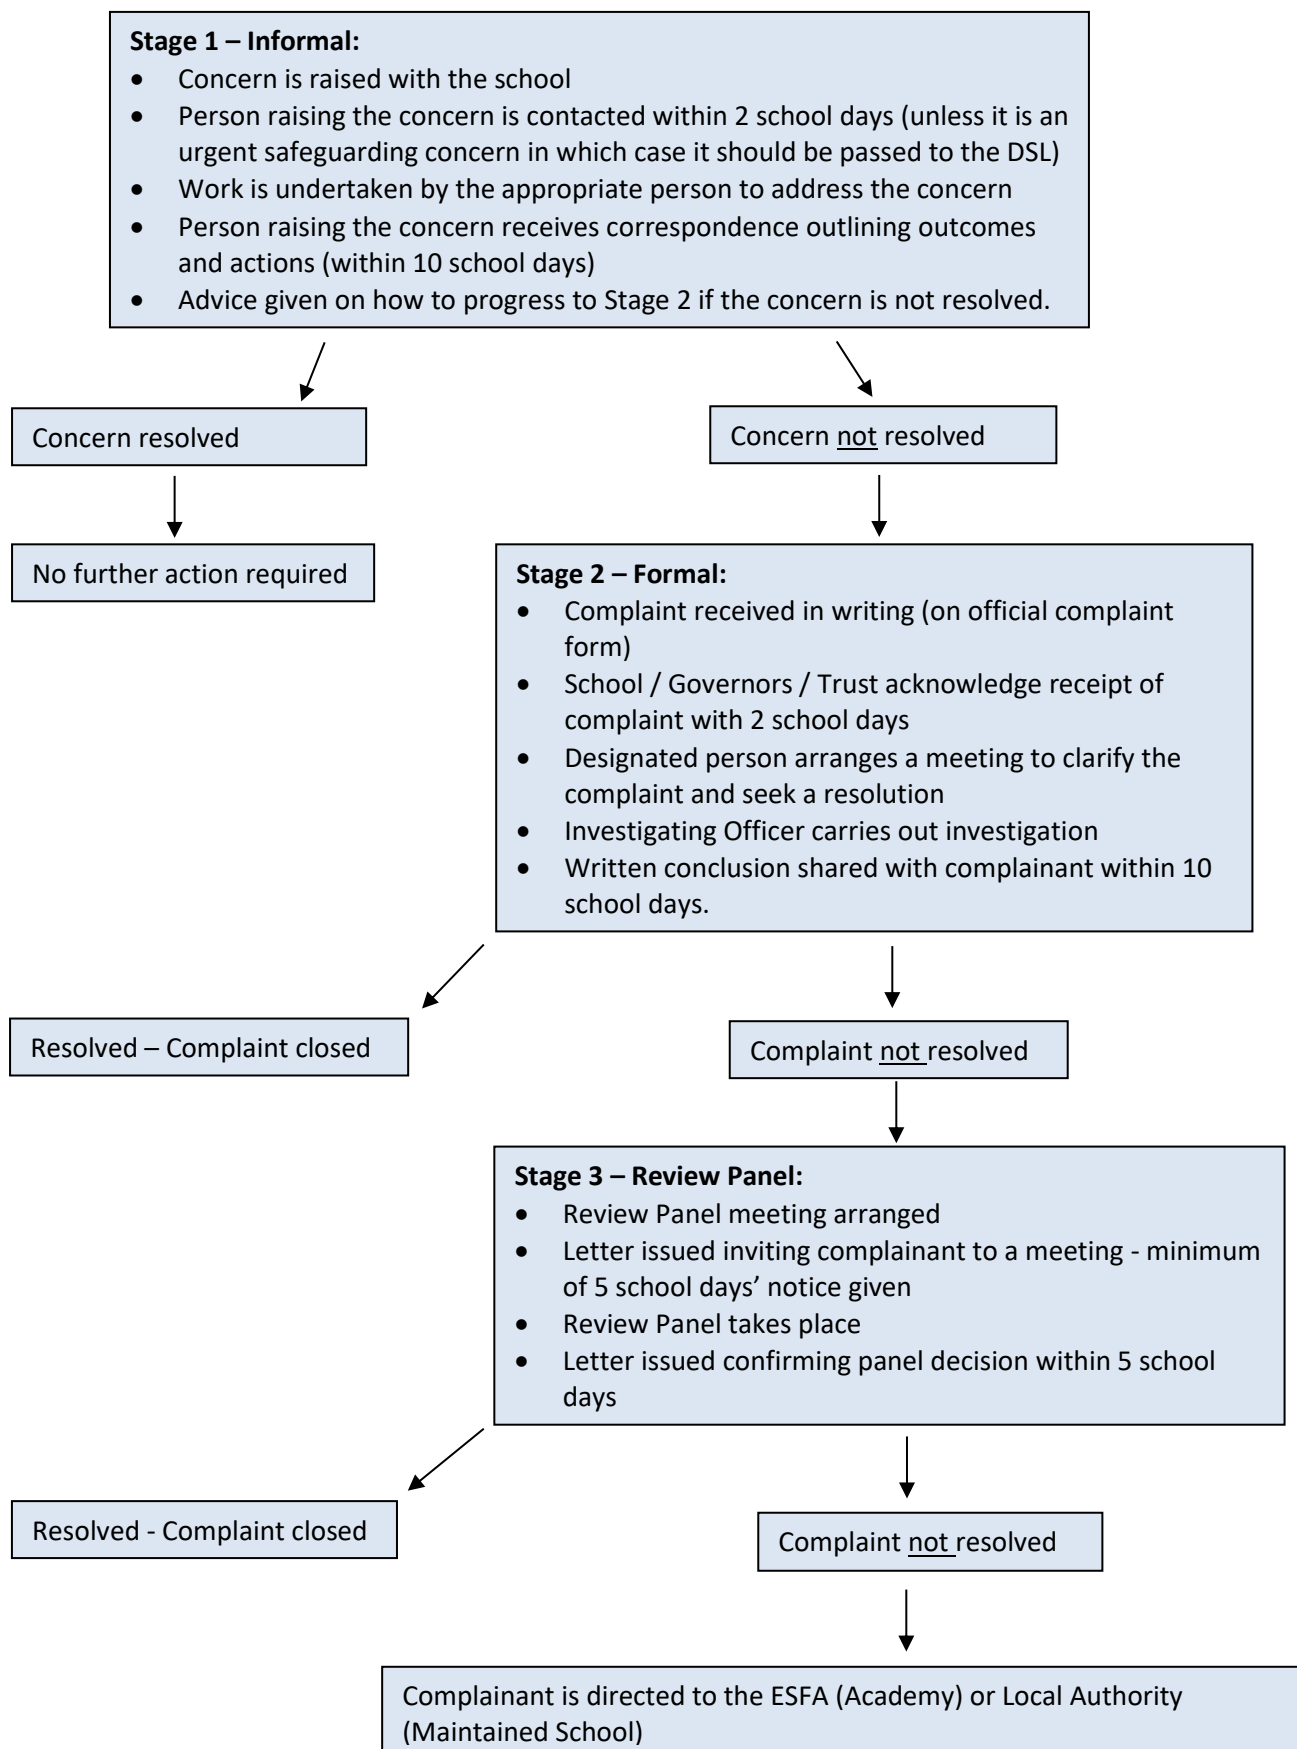 Stage 1 – Informal:
• Concern is raised with the school
• Person raising the concern is contacted within 2 school days (unless it is an
urgent safeguarding concern in which case it should be passed to the DSL)
• Work is undertaken by the appropriate person to address the concern
• Person raising the concern receives correspondence outlining outcomes
and actions (within 10 school days)
• Advice given on how to progress to Stage 2 if the concern is not resolved.
Concern resolved
Concern not resolved
No further action required
Stage 2 – Formal:
• Complaint received in writing (on official complaint
form)
• School / Governors / Trust acknowledge receipt of
complaint with 2 school days
• Designated person arranges a meeting to clarify the
complaint and seek a resolution
• Investigating Officer carries out investigation
• Written conclusion shared with complainant within 10
school days.
Resolved – Complaint closed
Complaint not resolved
Stage 3 – Review Panel:
• Review Panel meeting arranged
• Letter issued inviting complainant to a meeting - minimum
of 5 school days’ notice given
• Review Panel takes place
• Letter issued confirming panel decision within 5 school
days
Resolved - Complaint closed
Complaint not resolved
Complainant is directed to the ESFA (Academy) or Local Authority
(Maintained School)